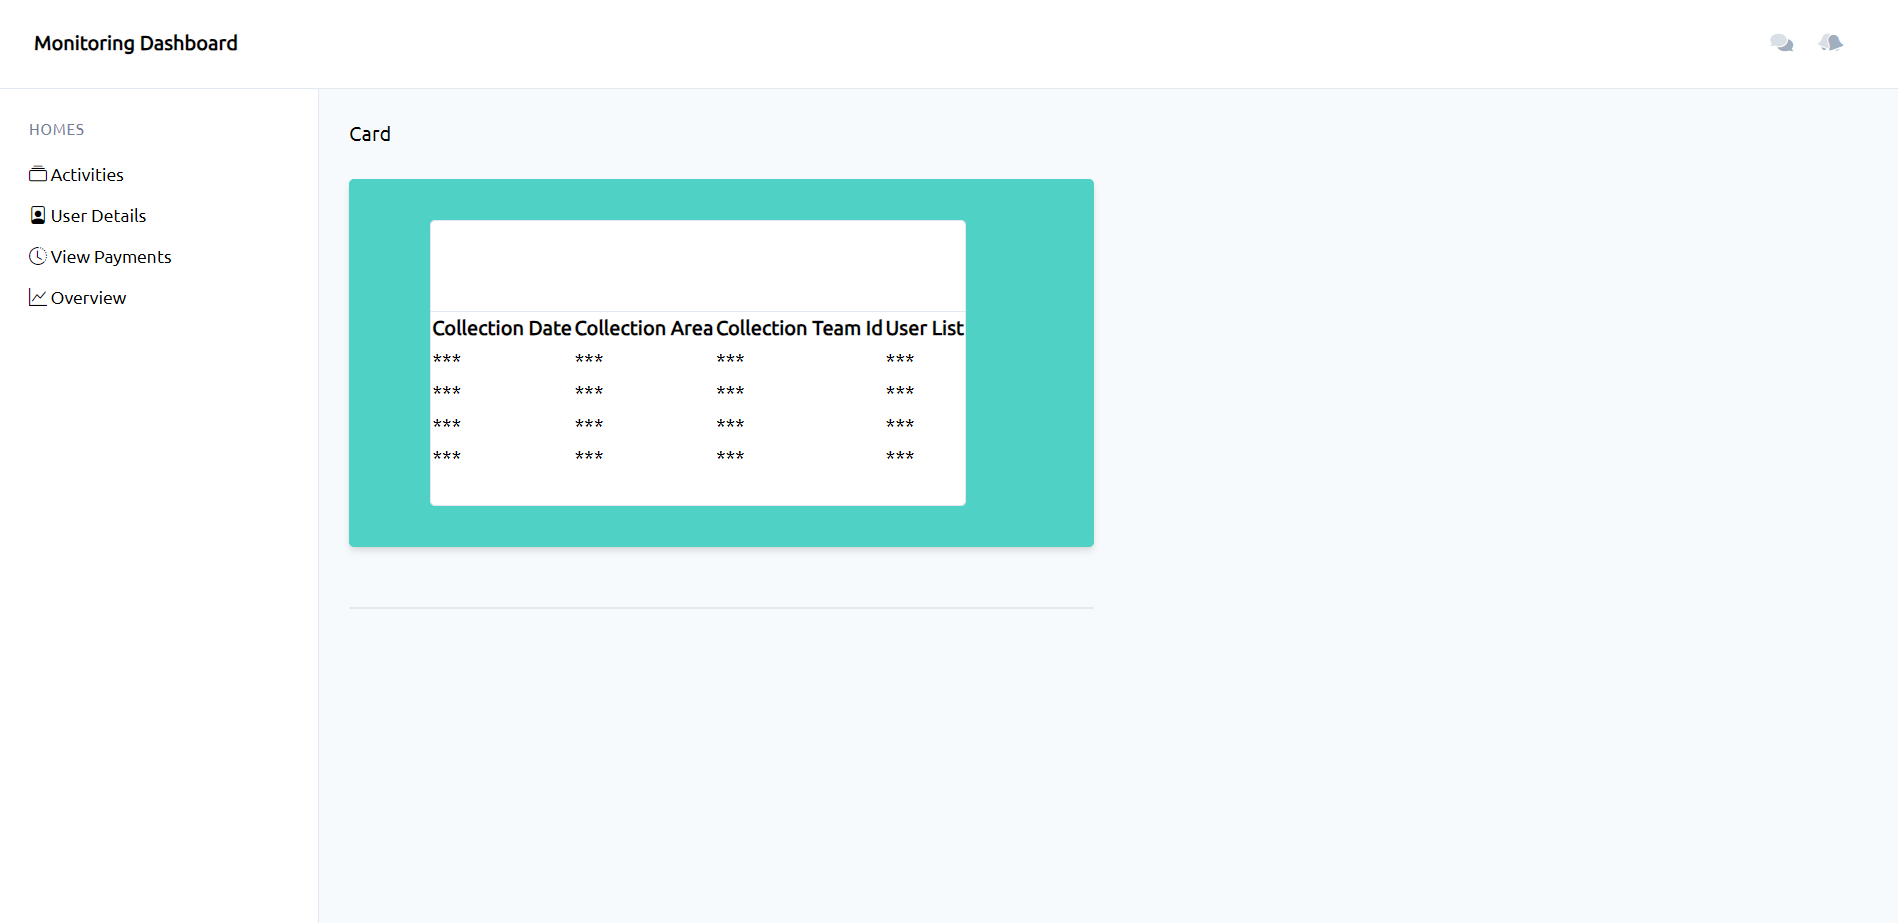 Monitoring Dashboard
HOMES
Activities
User Details
View Payments
Overview
Card
Collection Date Collection Area Collection Team Id User List
*** *** *** ***
*** *** *** ***
*** *** *** ***
*** *** *** ***